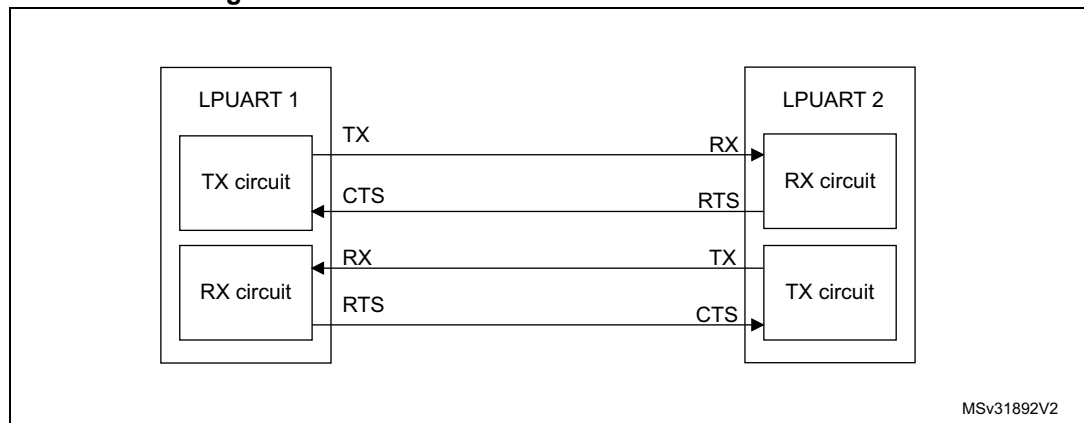 LPUART 1
LPUART 2
TX circuit
TX
RX
RX circuit
CTS
RTS
RX circuit
RX
TX
TX circuit
RTS
CTS
MSv31892V2